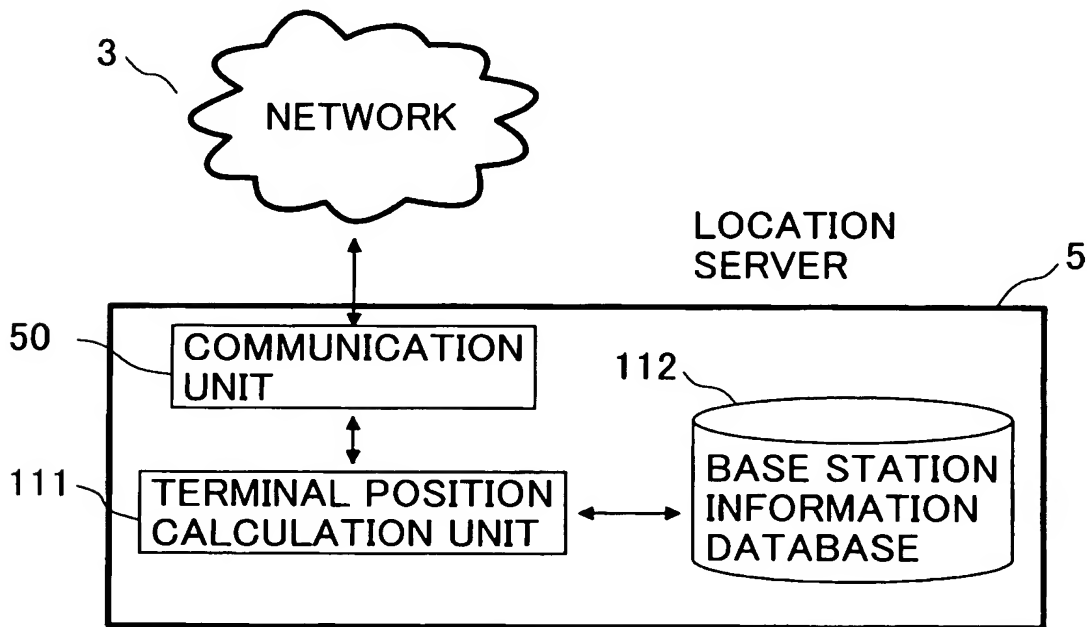 3
NETWORK
LOCATION
SERVER
5
50
COMMUNICATION
UNIT
112
111
TERMINAL POSITION
CALCULATION UNIT
BASE STATION
INFORMATION
DATABASE